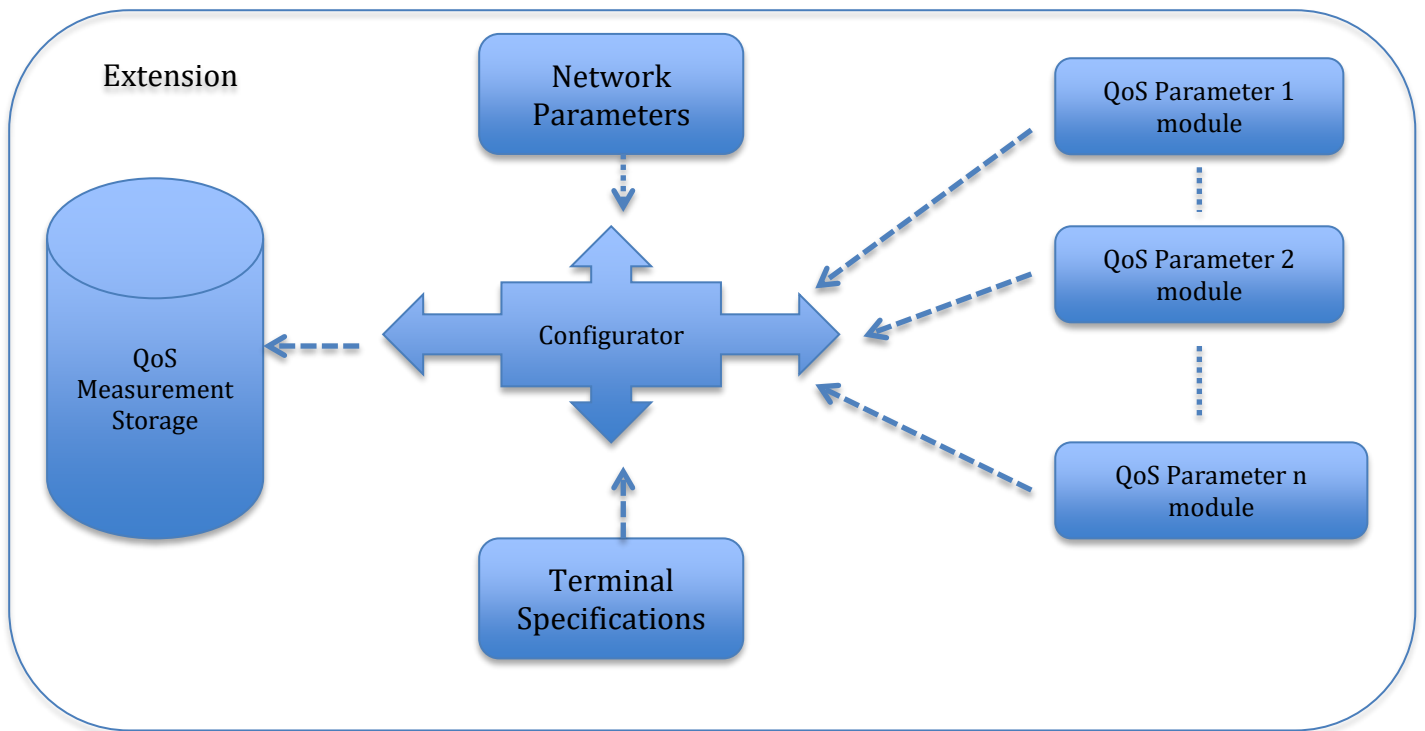 Extension
Network
Parameters
QoS Parameter 1
module
QoS Parameter 2
module
Configurator
QoS
Measurement
Storage
QoS Parameter n
module
Terminal
Specifications